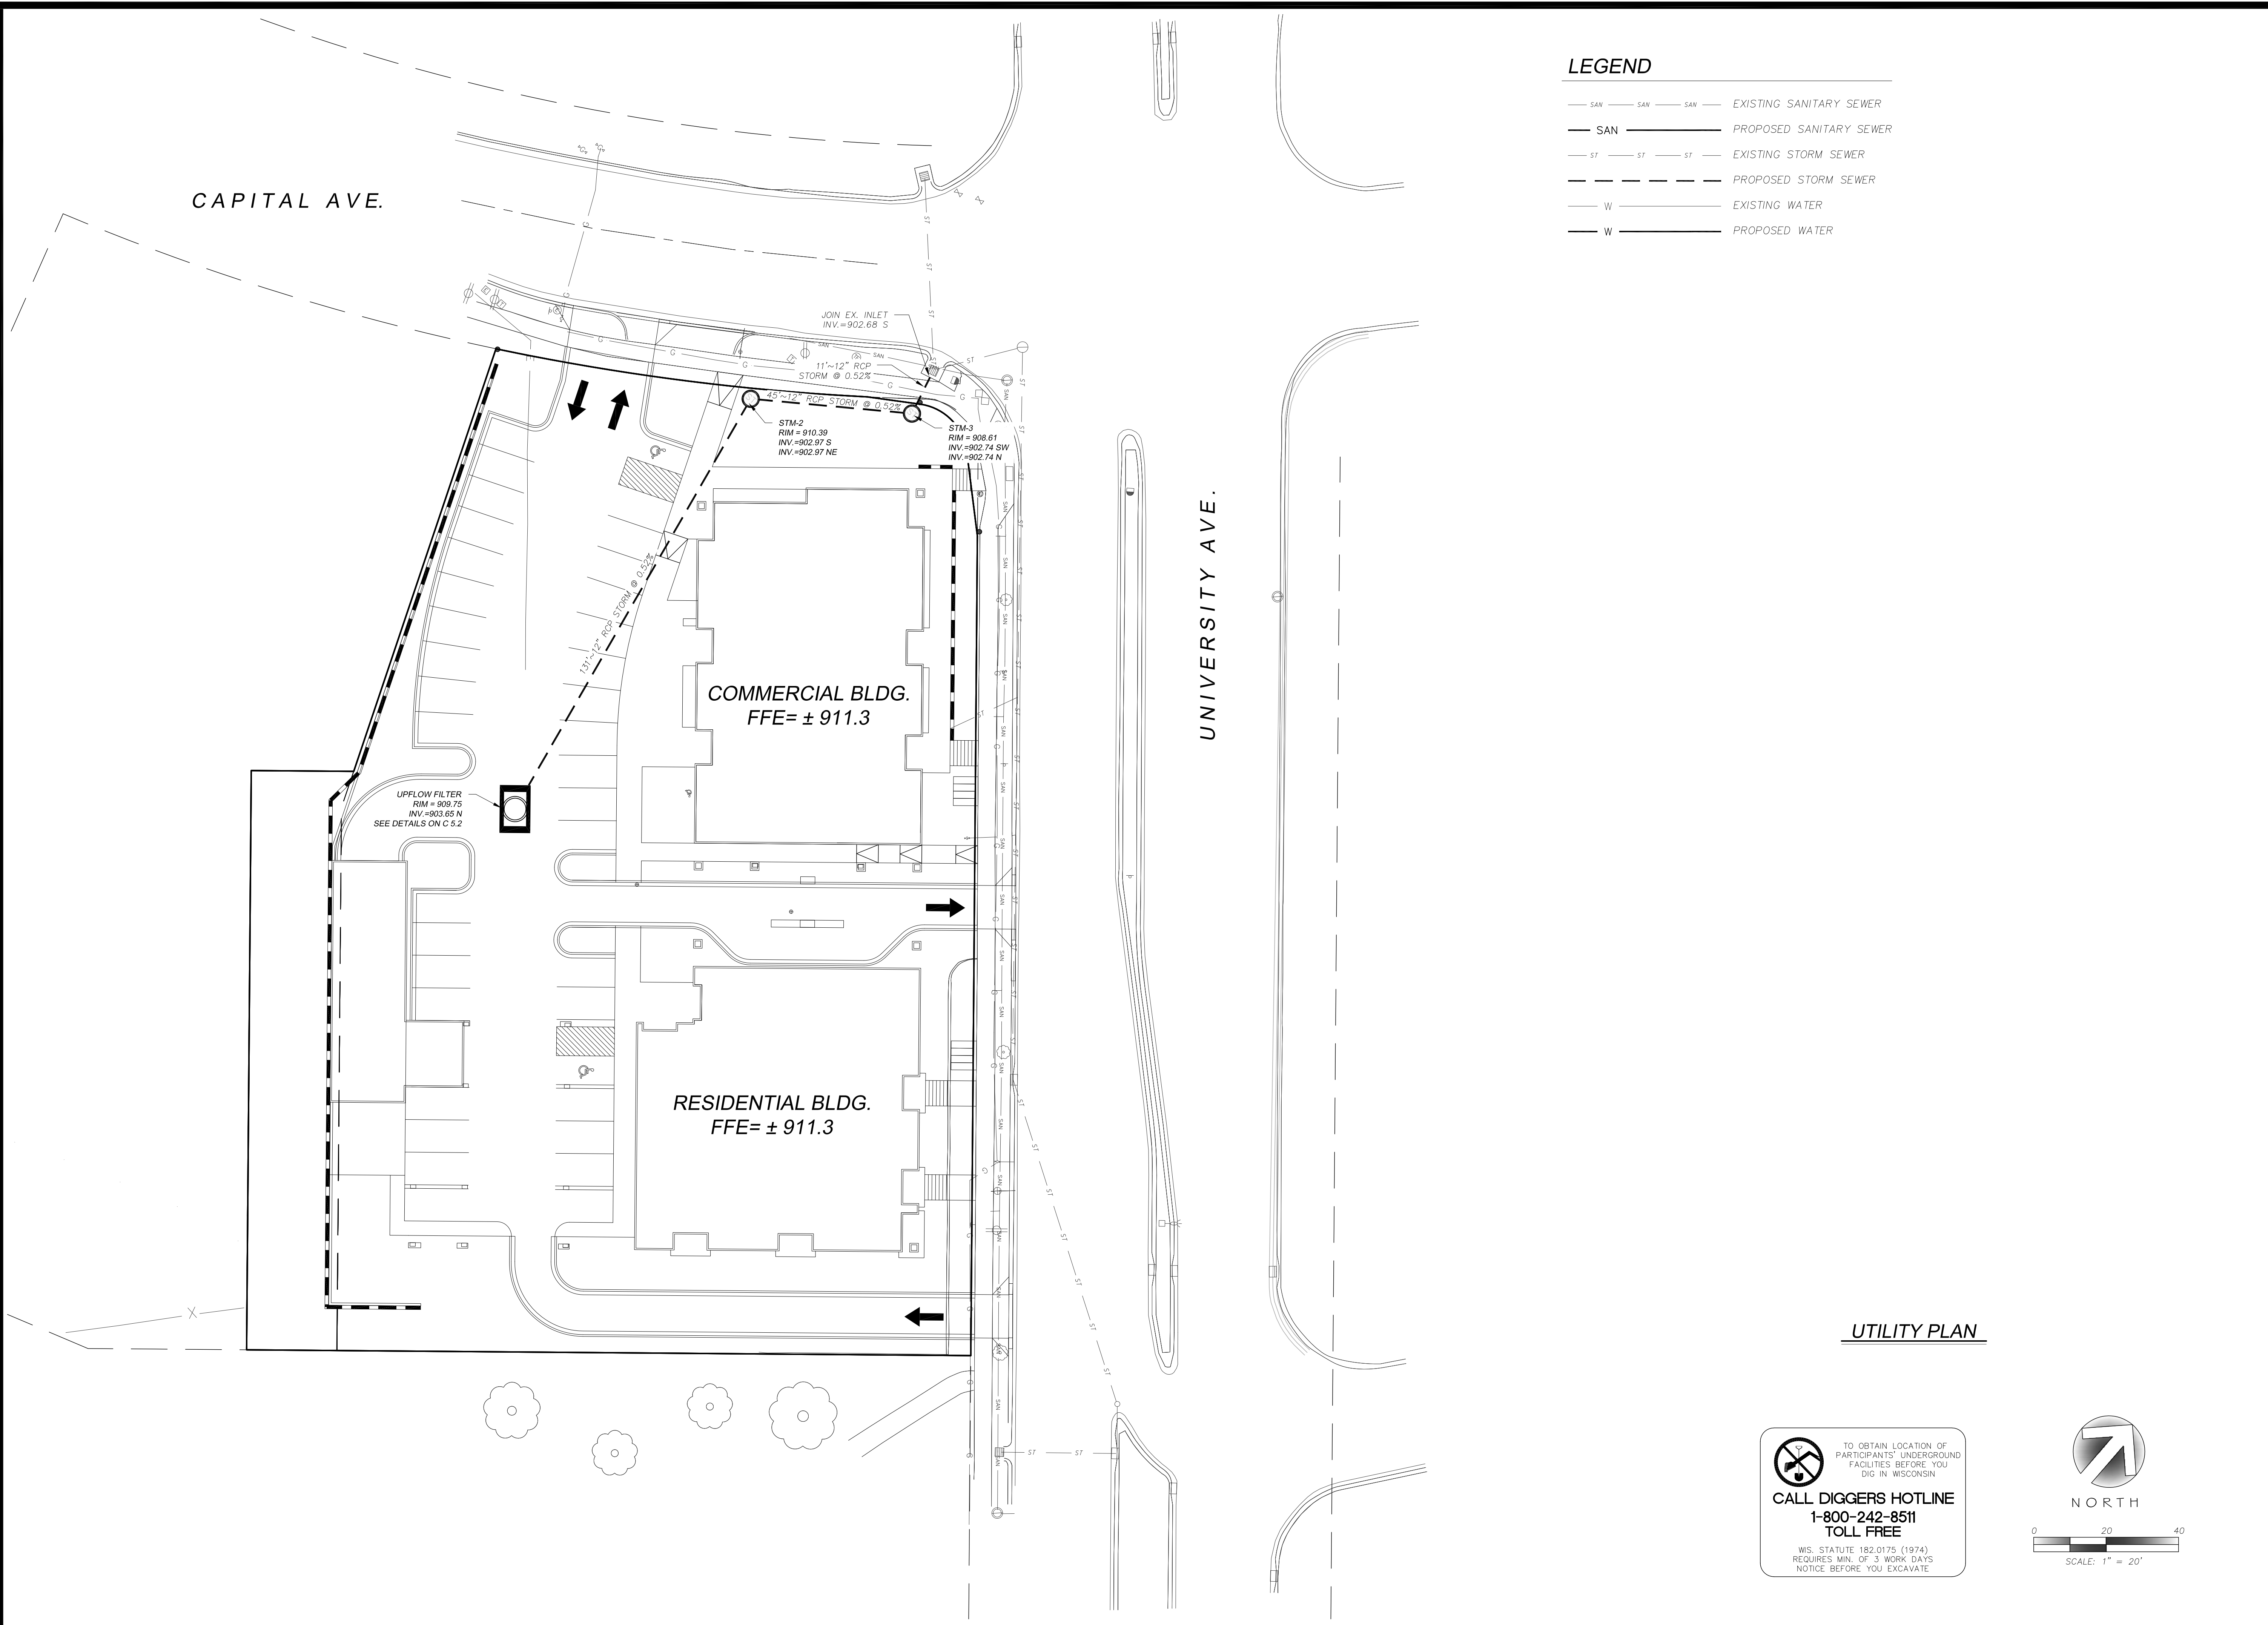 LEGEND
SAN SAN SAN EXISTING SANITARY SEWER
SAN PROPOSED SANITARY SEWER
ST ST ST EXISTING STORM SEWER
PROPOSED STORM SEWER
W EXISTING WATER
W PROPOSED WATER
CAPITAL AVE.
JOIN EX. INLET
INV.=902.68 S
11'~12" RCP
STORM @ 0.52%
45'~12" RCP STORM @ 0.52%
STM-2
RIM = 910.39
INV.=902.97 S
INV.=902.97 NE
STM-3
RIM = 908.61
INV.=902.74 SW
INV.=902.74 N
131'~12" RCP STORM @ 0.52%
UNIVERSITY AVE.
COMMERCIAL BLDG.
FFE= ± 911.3
UPFLOW FILTER
RIM = 909.75
INV.=903.65 N
SEE DETAILS ON C 5.2
RESIDENTIAL BLDG.
FFE= ± 911.3
UTILITY PLAN
TO OBTAIN LOCATION OF
PARTICIPANTS' UNDERGROUND
FACILITIES BEFORE YOU
DIG IN WISCONSIN
CALL DIGGERS HOTLINE
1-800-242-8511
TOLL FREE
WIS. STATUTE 182.0175 (1974)
REQUIRES MIN. OF 3 WORK DAYS
NOTICE BEFORE YOU EXCAVATE
NORTH
0 20 40
SCALE: 1" = 20'